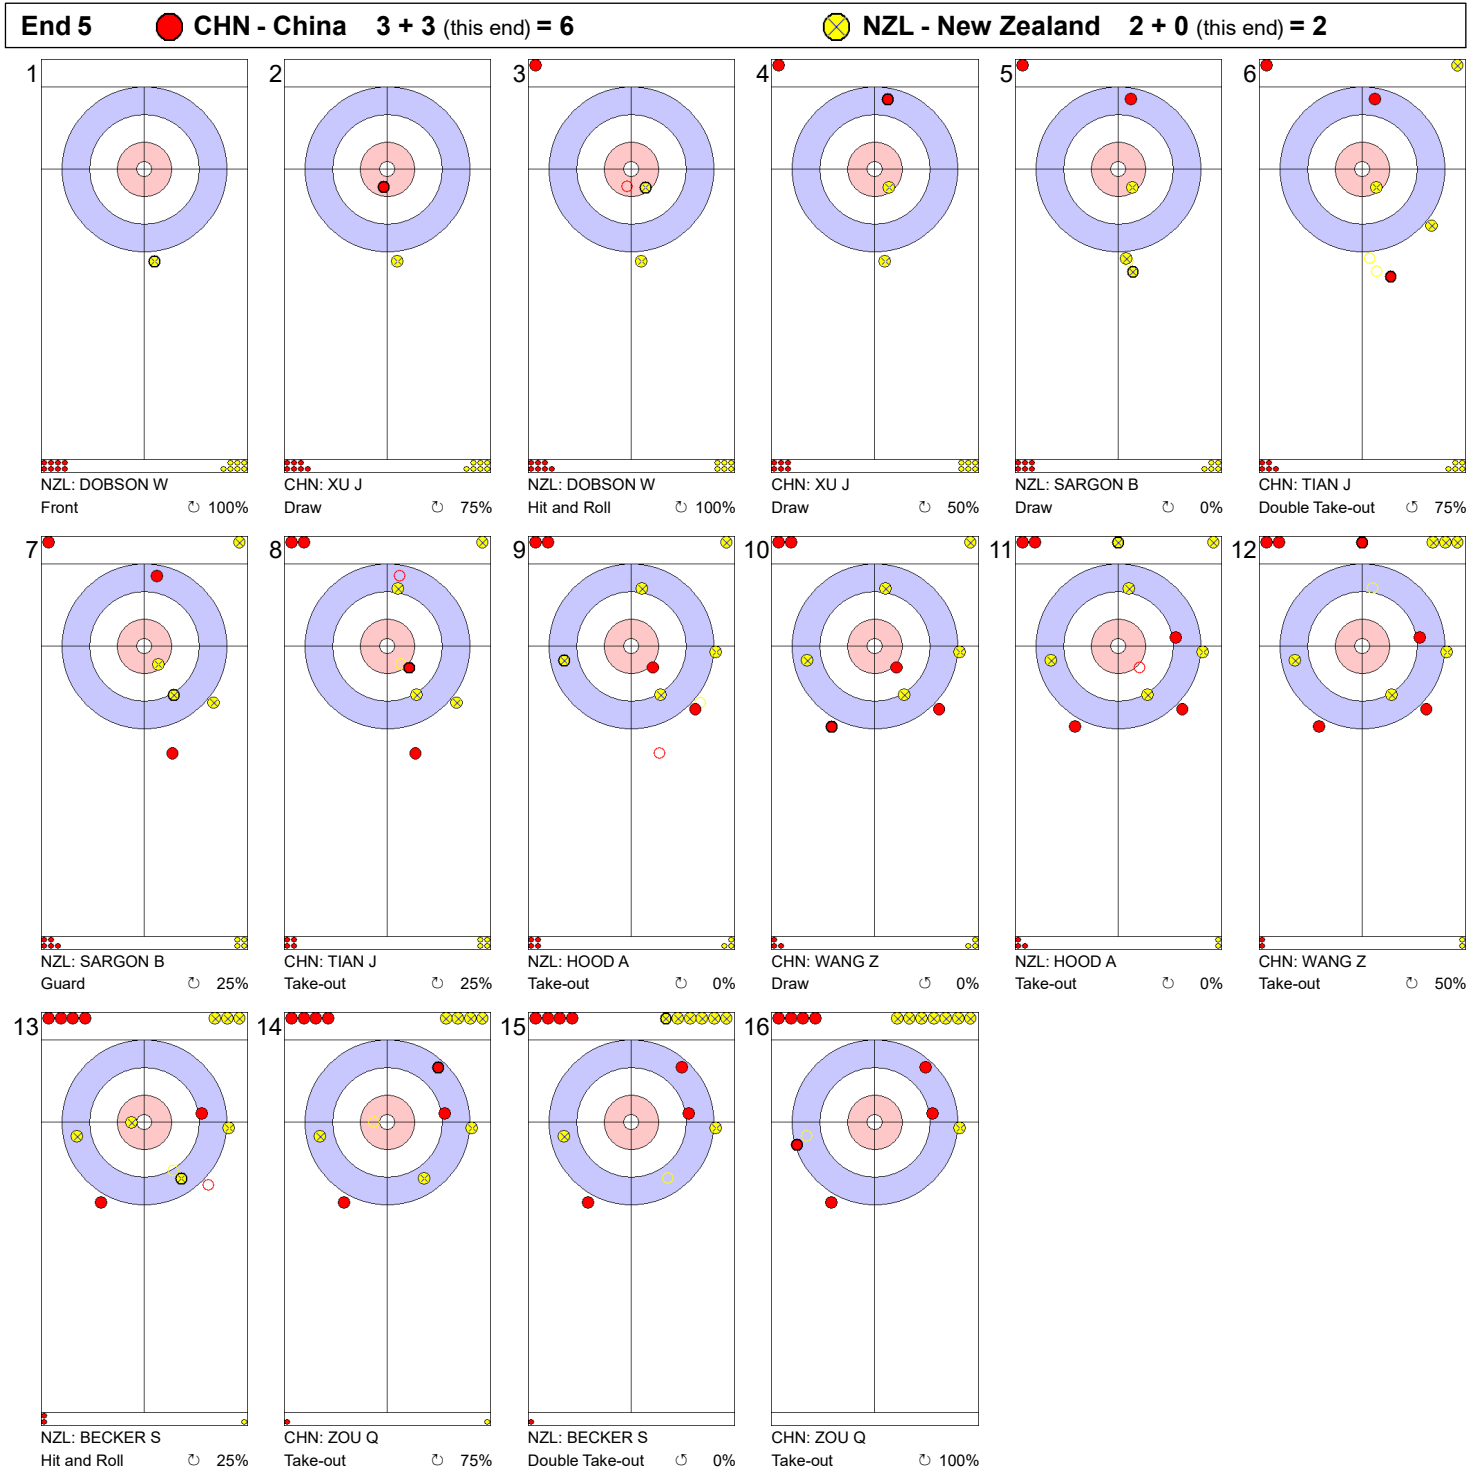 End 5 CHN - China 3 + 3 (this end) = 6 NZL - New Zealand 2 + 0 (this end) = 2
1 2 3 4 5 6
NZL: DOBSON W CHN: XU J NZL: DOBSON W CHN: XU J NZL: SARGON B CHN: TIAN J
Front ↻ 100% Draw ↻ 75% Hit and Roll ↻ 100% Draw ↻ 50% Draw ↻ 0% Double Take-out ↺ 75%
7 8 9 10 11 12
NZL: SARGON B CHN: TIAN J NZL: HOOD A CHN: WANG Z NZL: HOOD A CHN: WANG Z
Guard ↻ 25% Take-out ↻ 25% Take-out ↻ 0% Draw ↺ 0% Take-out ↻ 0% Take-out ↻ 50%
13 14 15 16
NZL: BECKER S CHN: ZOU Q NZL: BECKER S CHN: ZOU Q
Hit and Roll ↻ 25% Take-out ↻ 75% Double Take-out ↺ 0% Take-out ↻ 100%